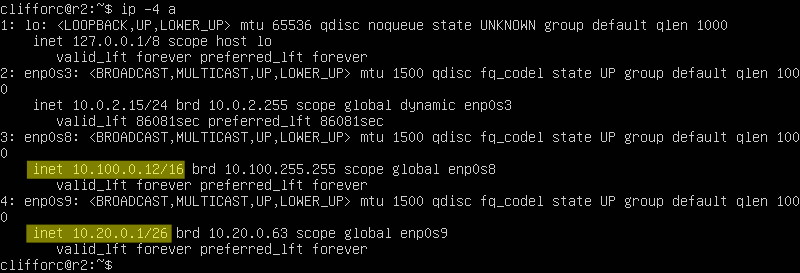 cliffordc@r2:~$ ip -4 a
1: lo: <LOOPBACK,UP,LOWER_UP> mtu 65536 qdisc noqueue state UNKNOWN group default qlen 1000
    inet 127.0.0.1/8 scope host lo
       valid_lft forever preferred_lft forever
2: enp0s3: <BROADCAST,MULTICAST,UP,LOWER_UP> mtu 1500 qdisc fq_codel state UP group default qlen 100
0
    inet 10.0.2.15/24 brd 10.0.2.255 scope global dynamic enp0s3
       valid_lft 86081sec preferred_lft 86081sec
3: enp0s8: <BROADCAST,MULTICAST,UP,LOWER_UP> mtu 1500 qdisc fq_codel state UP group default qlen 100
0
    inet 10.100.0.12/16 brd 10.100.255.255 scope global enp0s8
       valid_lft forever preferred_lft forever
4: enp0s9: <BROADCAST,MULTICAST,UP,LOWER_UP> mtu 1500 qdisc fq_codel state UP group default qlen 100
0
    inet 10.20.0.1/26 brd 10.20.0.63 scope global enp0s9
       valid_lft forever preferred_lft forever
clifforc@r2:~$